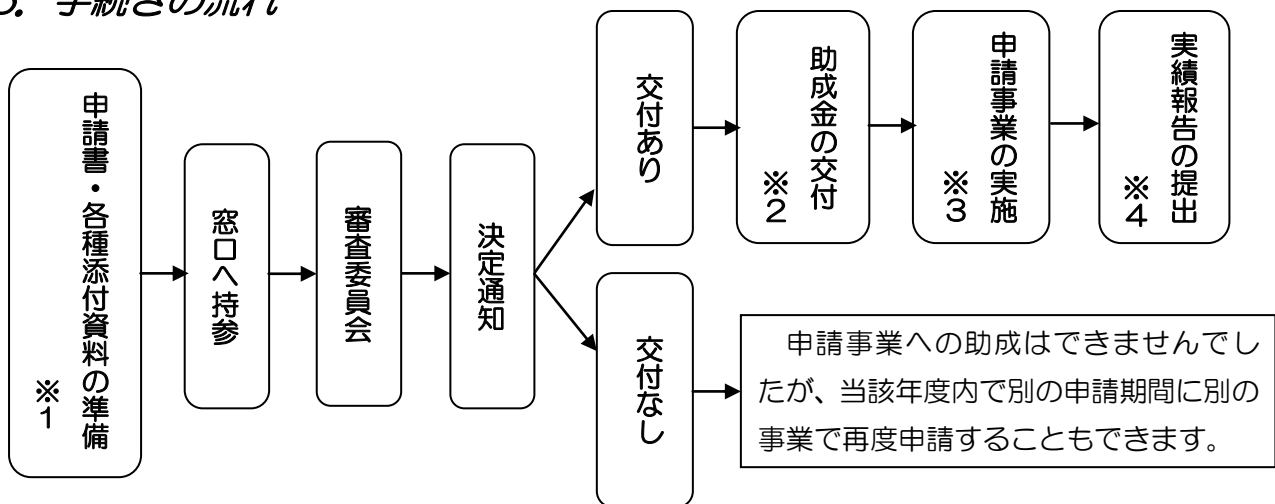 手続きの流れ
申請書・各種添付資料の準備
※1
窓口へ持参
審査委員会
決定通知
交付あり
助成金の交付
※2
申請事業の実施
※3
実績報告の提出
※4
交付なし
申請事業への助成はできませんでし
たが、当該年度内で別の申請期間に別の
事業で再度申請することもできます。